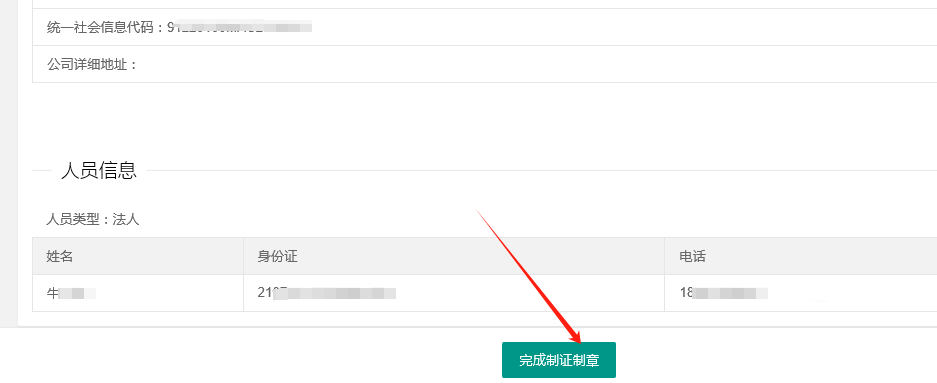 统一社会信息代码：9
公司详细地址：
人员信息
人员类型：法人
姓名 身份证 电话
牛 21 18
完成制证制章